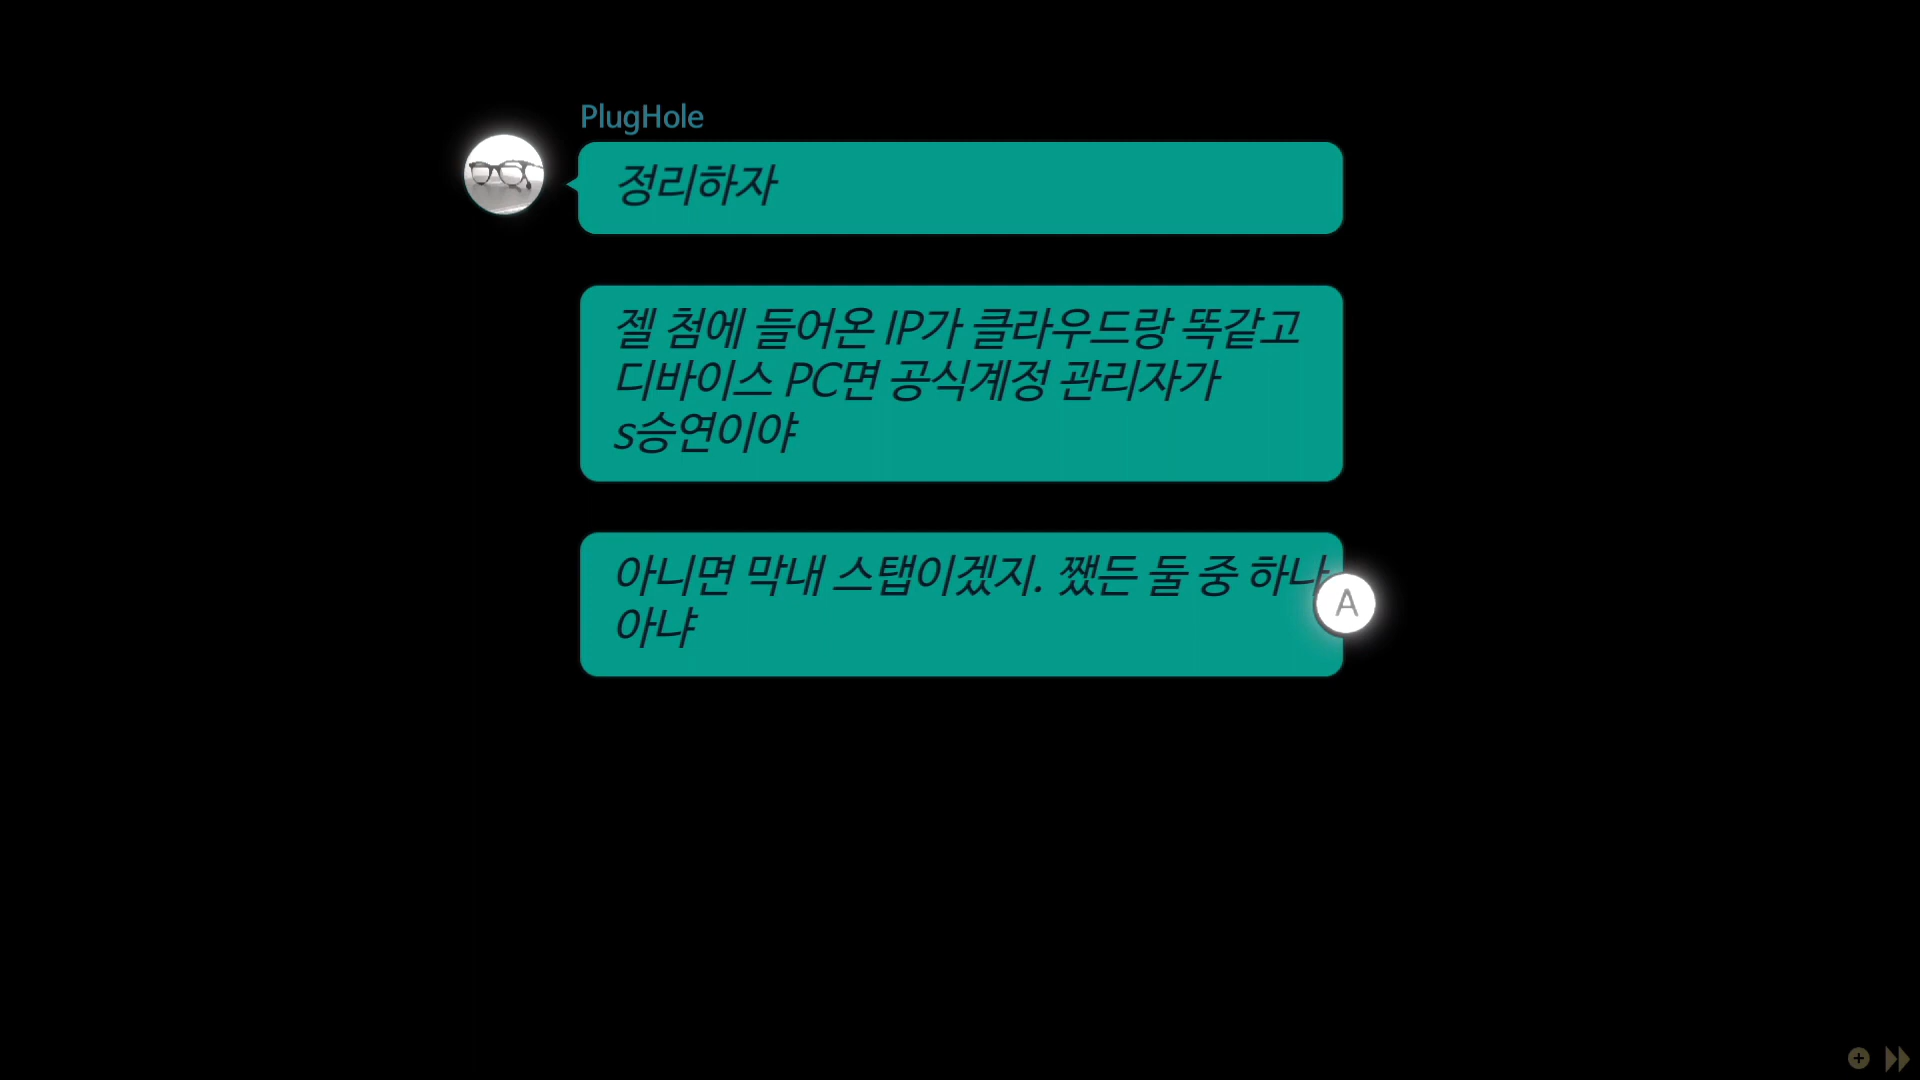 PlugHole
정리하자
젤 첨에 들어온 IP가 클라우드랑 똑같고
디바이스 PC면 공식계정 관리자가
s승연이야
아니면 막내 스탭이겠지. 쨌든 둘 중 하나
아냐
A